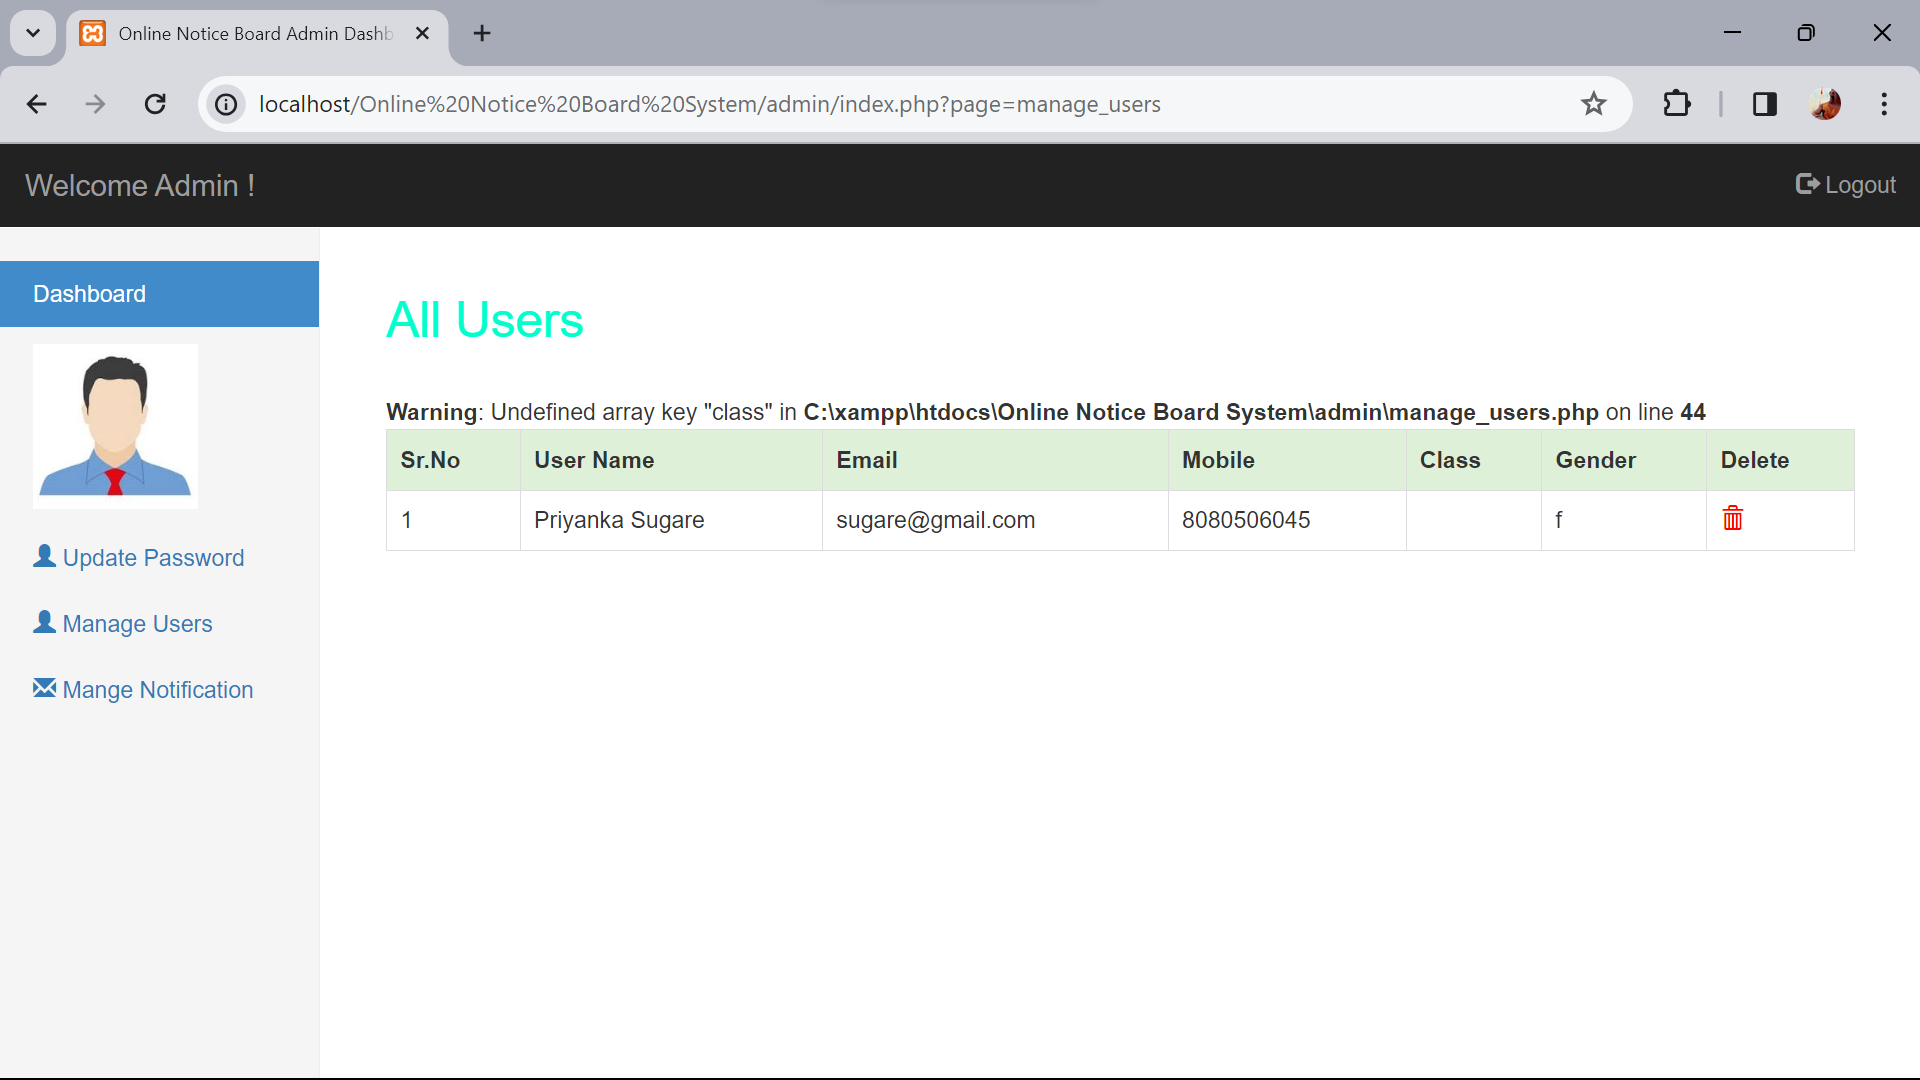 Online Notice Board Admin Dashb
localhost/Online%20Notice%20Board%20System/admin/index.php?page=manage_users
Welcome Admin !
Logout
Dashboard
All Users
Warning: Undefined array key "class" in C:\xampp\htdocs\Online Notice Board System\admin\manage_users.php on line 44
Sr.No User Name Email Mobile Class Gender Delete
1 Priyanka Sugare sugare@gmail.com 8080506045 f
Update Password
Manage Users
Mange Notification